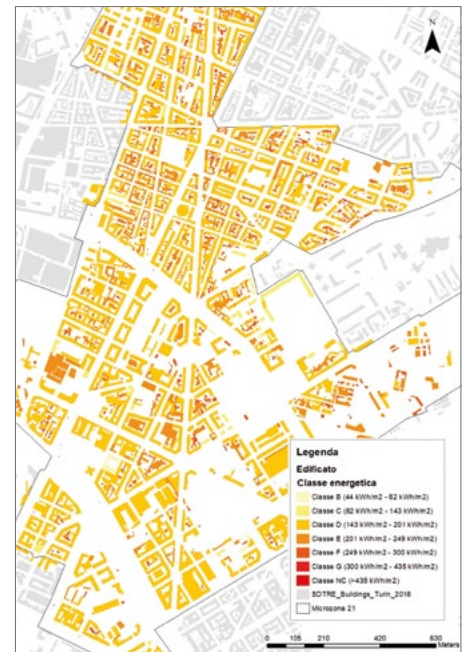 N
Legenda
Edificato
Classe energetica
Classe B (44 kWh/m2 - 82 kWh/m2)
Classe C (82 kWh/m2 - 143 kWh/m2)
Classe D (143 kWh/m2 - 201 kWh/m2)
Classe E (201 kWh/m2 - 249 kWh/m2)
Classe F (249 kWh/m2 - 300 kWh/m2)
Classe G (300 kWh/m2 - 435 kWh/m2)
Classe NC (>435 kWh/m2)
SDTRE_Buildings_Turin_2018
Microzona 21
0 105 210 420 630
Meters